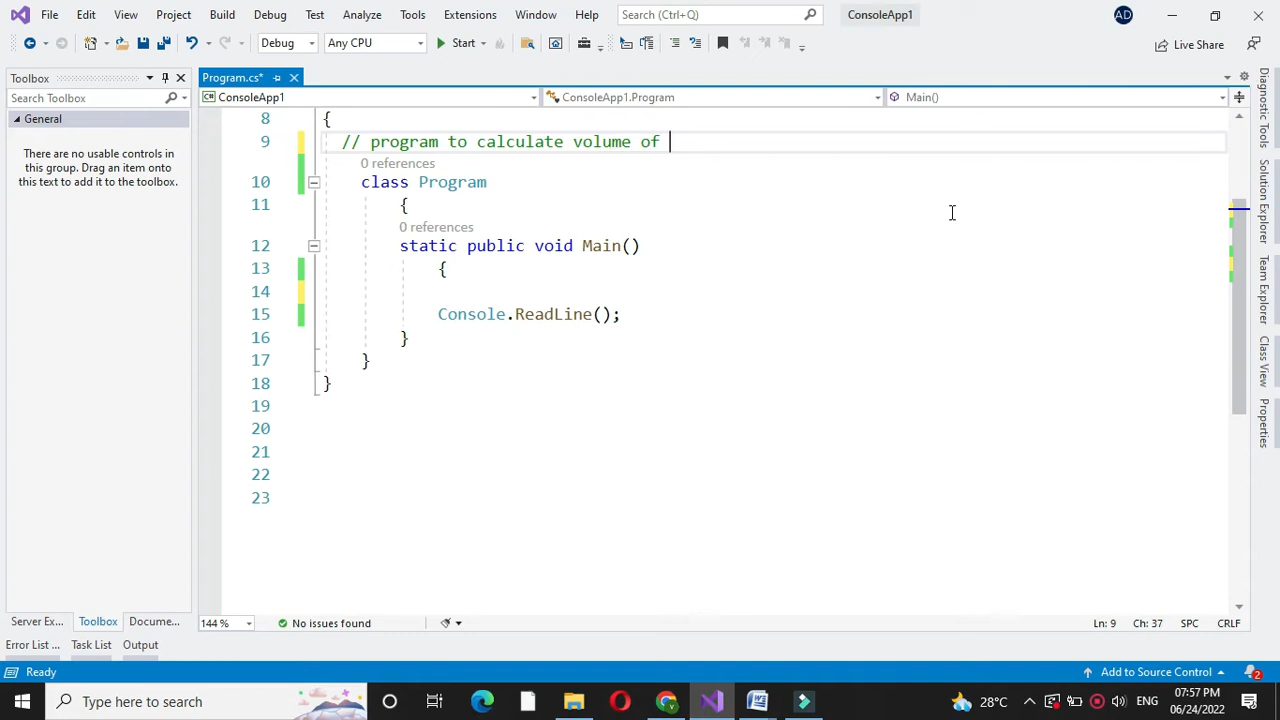 File Edit View Project Build Debug Test Analyze Tools Extensions Window Help Search (Ctrl+Q) ConsoleApp1 AD
Debug Any CPU Start Live Share
Toolbox
Program.cs*
Search Toolbox
ConsoleApp1 ConsoleApp1.Program Main()
General
There are no usable controls in
this group. Drag an item onto
this text to add it to the toolbox.
8 {
9 // program to calculate volume of
0 references
10 class Program
11 {
0 references
12 static public void Main()
13 {
14
15 Console.ReadLine();
16 }
17 }
18 }
19
20
21
22
23
Diagnostic Tools
Solution Explorer
Team Explorer
Class View
Properties
Server Ex... Toolbox Docume...
144 % No issues found Ln: 9 Ch: 37 SPC CRLF
Error List ... Task List Output
Ready Add to Source Control 2
Type here to search 28°C ENG 07:57 PM
06/24/2022